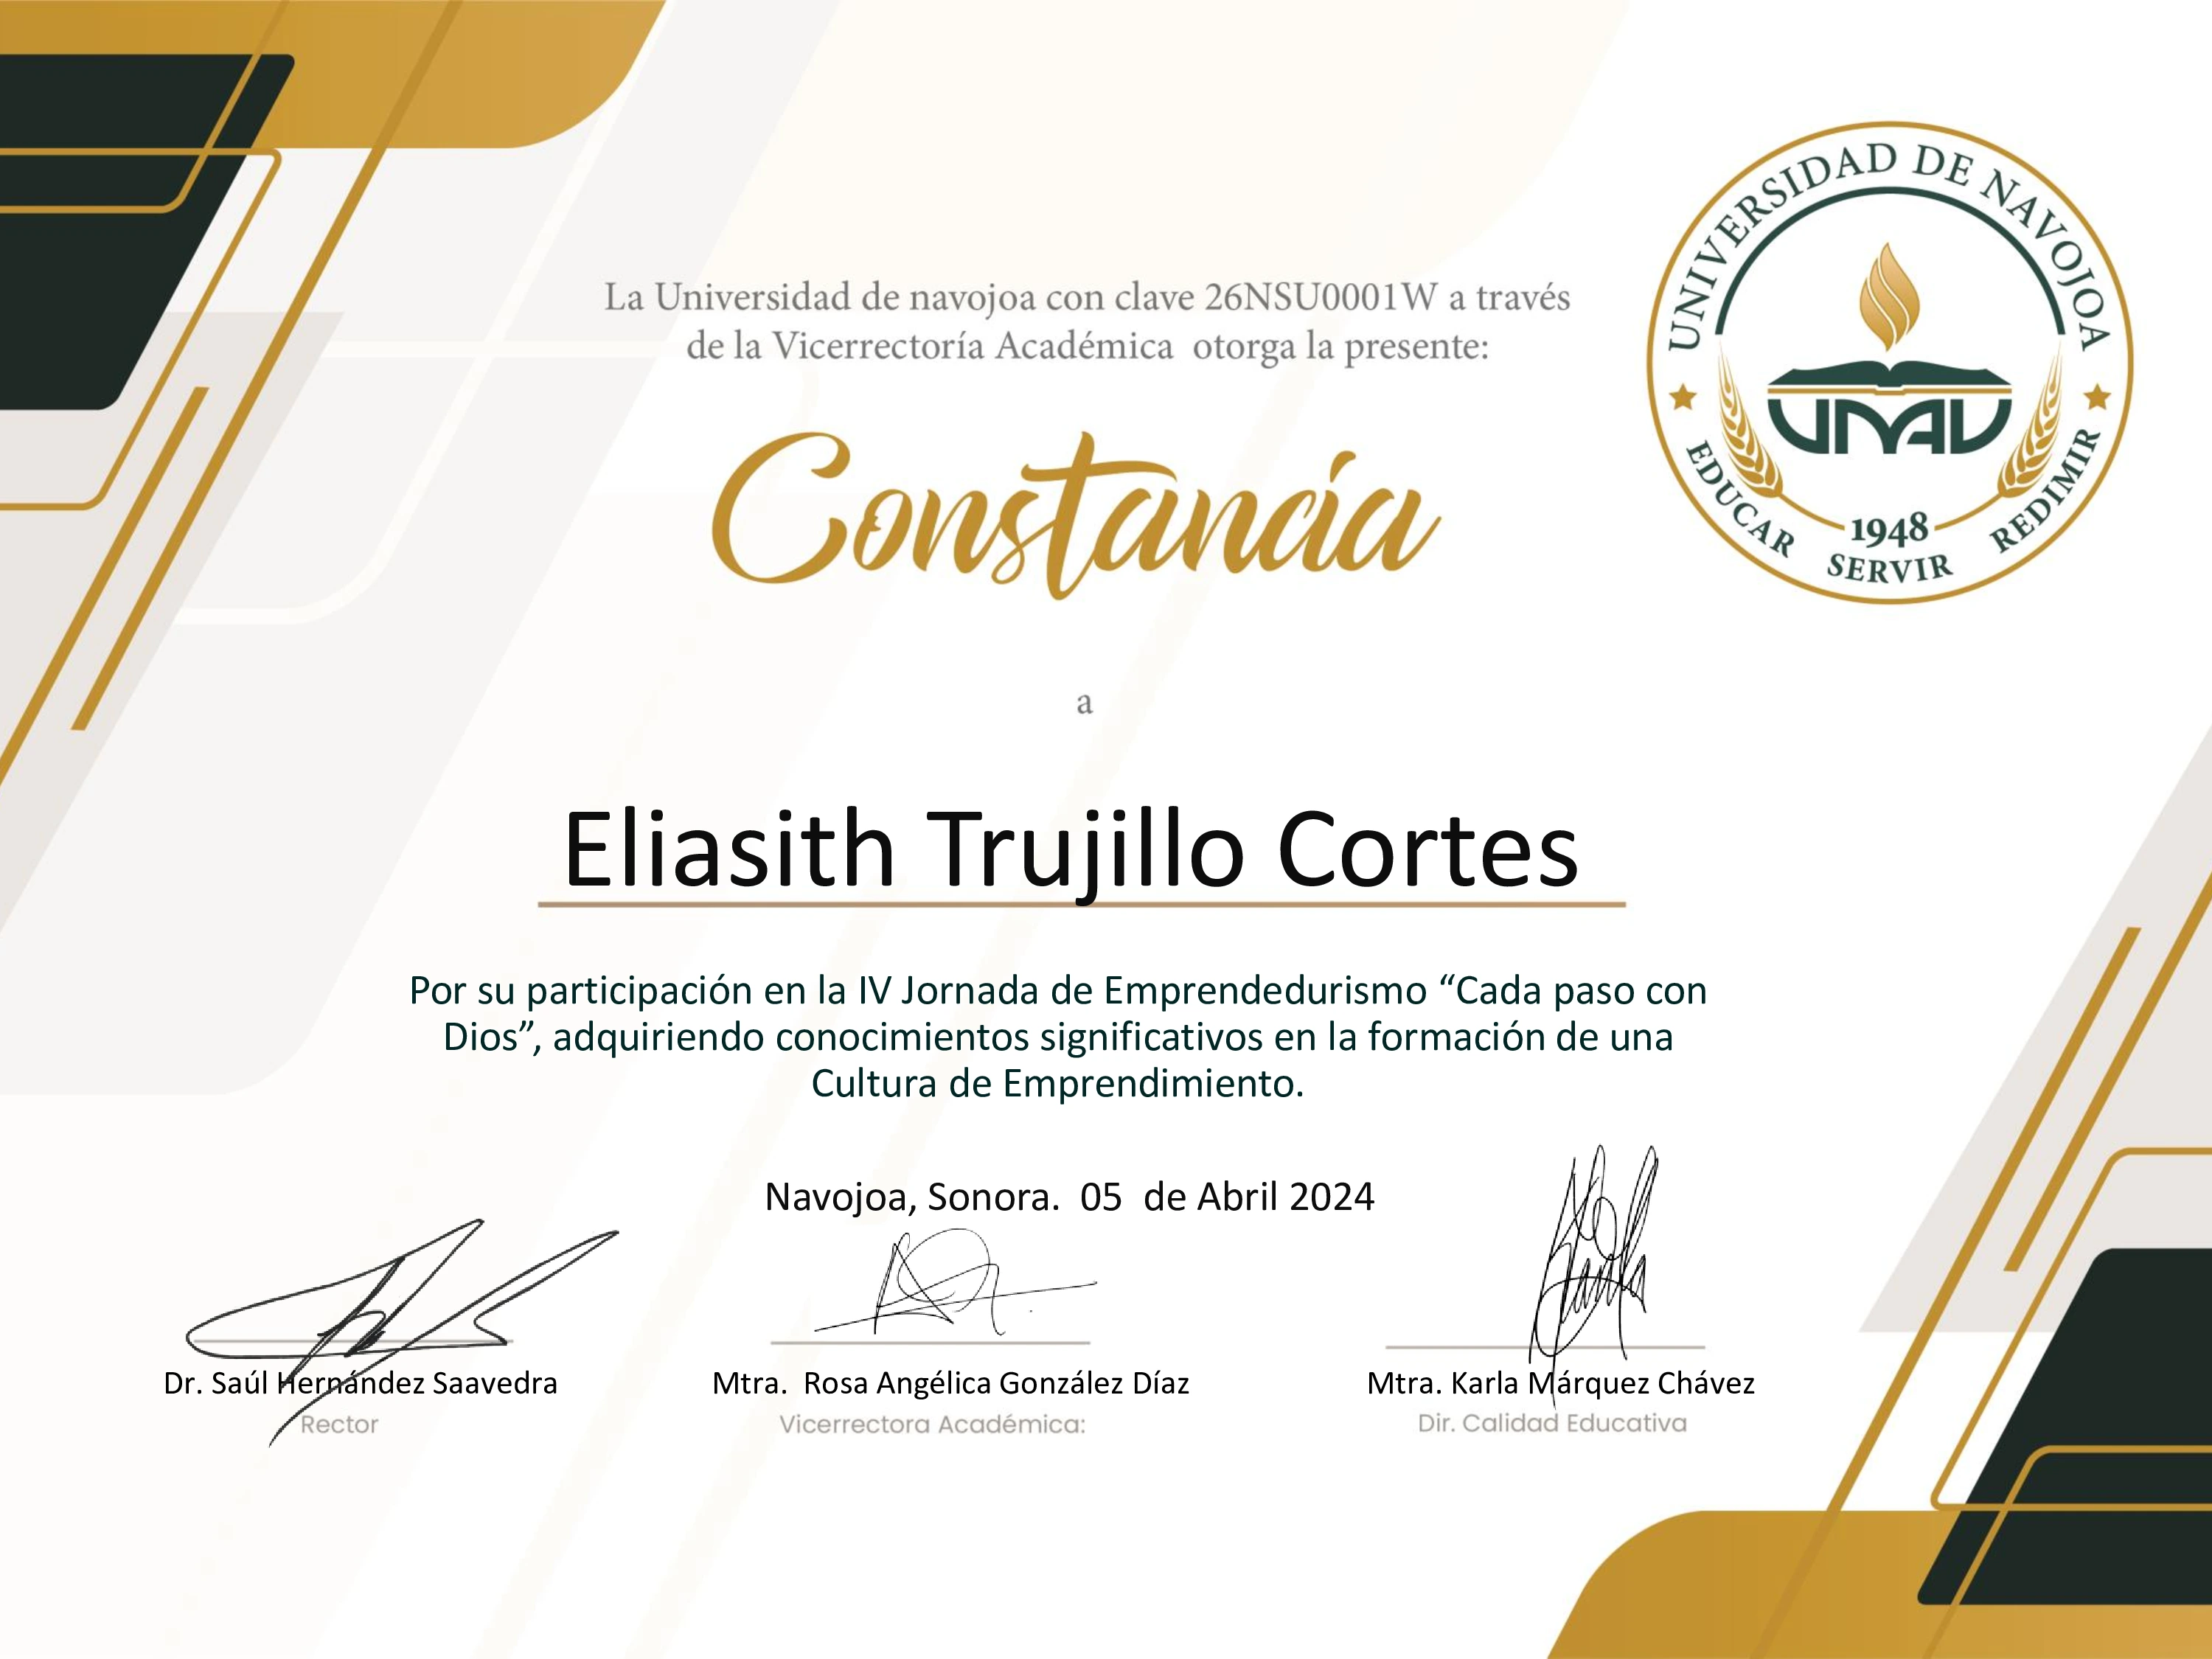 La Universidad de navojoa con clave 26NSU0001W a través
de la Vicerrectoría Académica otorga la presente:
UNIVERSIDAD DE NAVOJOA
UNAV
1948
EDUCAR SERVIR REDIMIR
Constancia
a
Eliasith Trujillo Cortes
Por su participación en la IV Jornada de Emprendedurismo “Cada paso con
Dios”, adquiriendo conocimientos significativos en la formación de una
Cultura de Emprendimiento.
Navojoa, Sonora. 05 de Abril 2024
Dr. Saúl Hernández Saavedra
Rector
Mtra. Rosa Angélica González Díaz
Vicerrectora Académica:
Mtra. Karla Márquez Chávez
Dir. Calidad Educativa